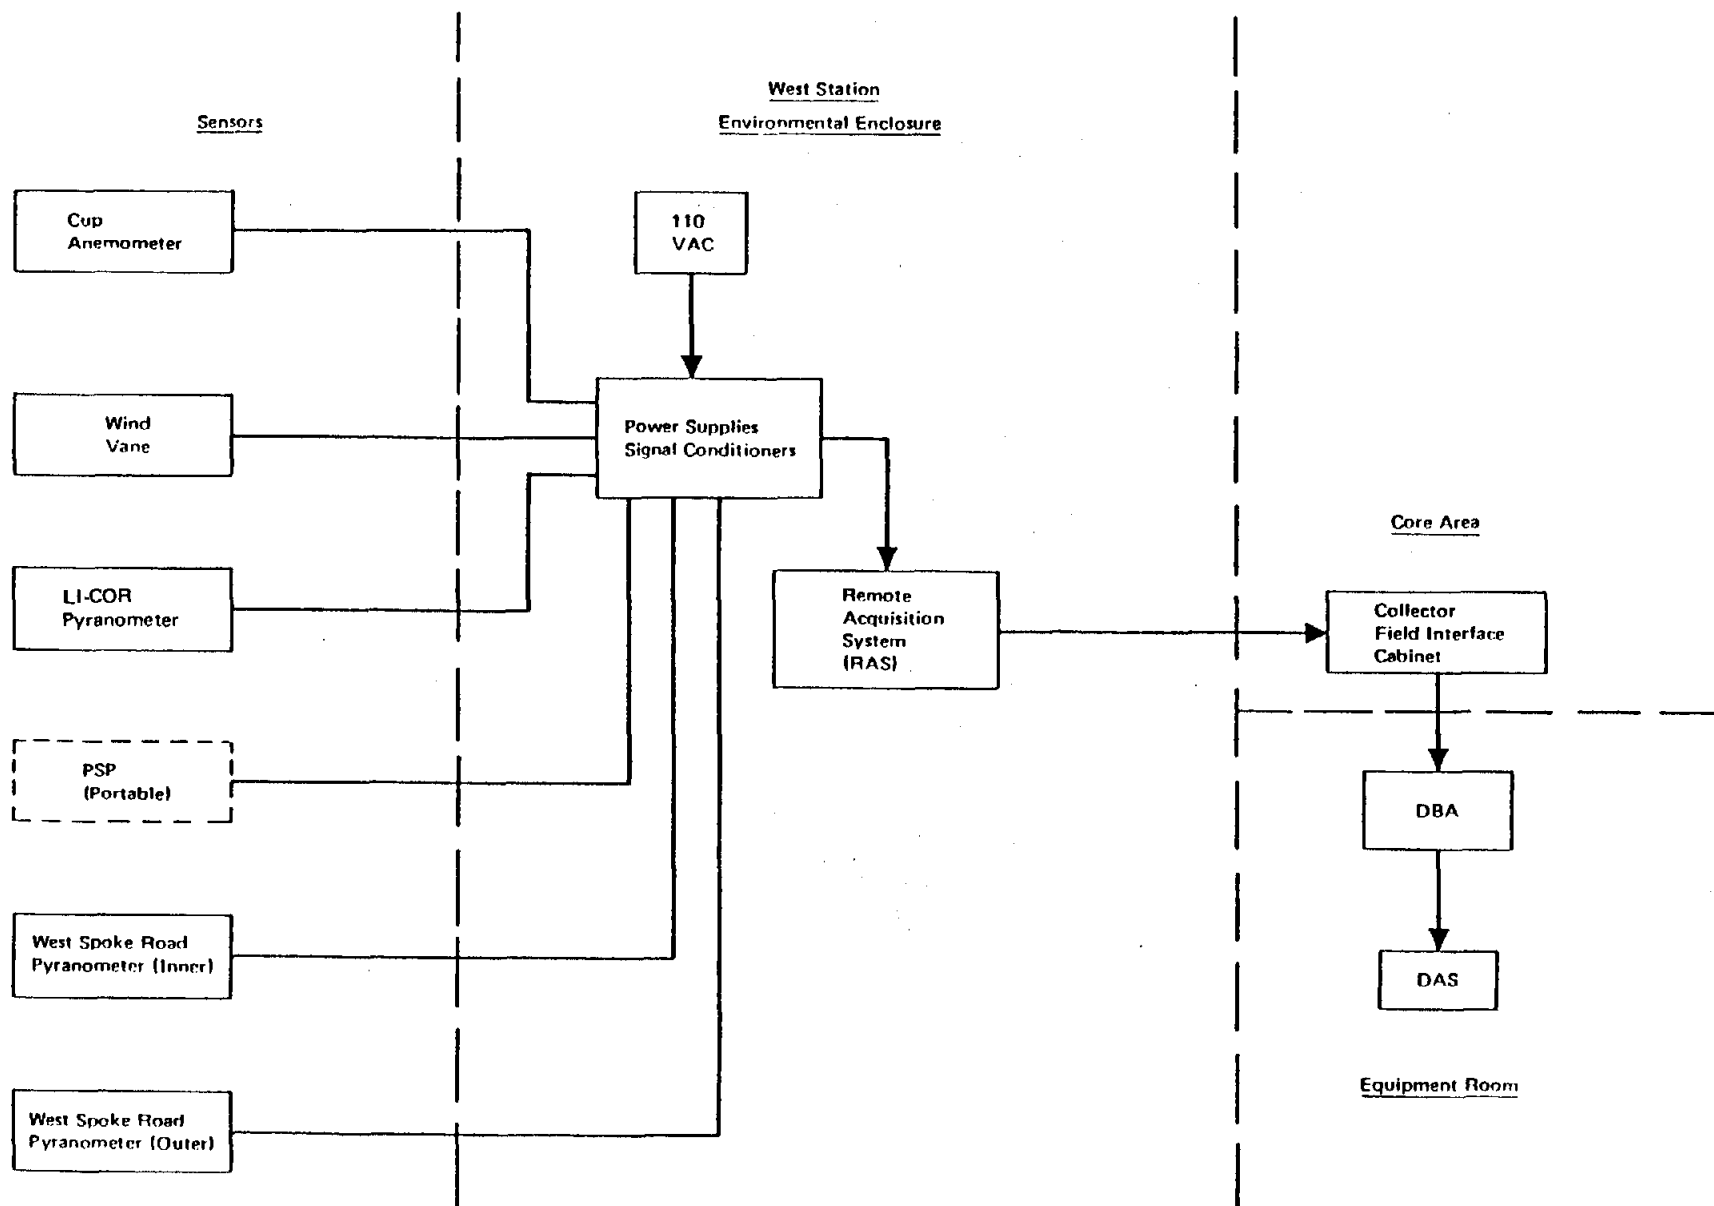 Sensors
West Station
Environmental Enclosure
Cup
Anemometer
110
VAC
Wind
Vane
Power Supplies
Signal Conditioners
LI-COR
Pyranometer
Remote
Acquisition
System
(RAS)
Core Area
Collector
Field Interface
Cabinet
PSP
(Portable)
DBA
West Spoke Road
Pyranometer (Inner)
DAS
Equipment Room
West Spoke Road
Pyranometer (Outer)